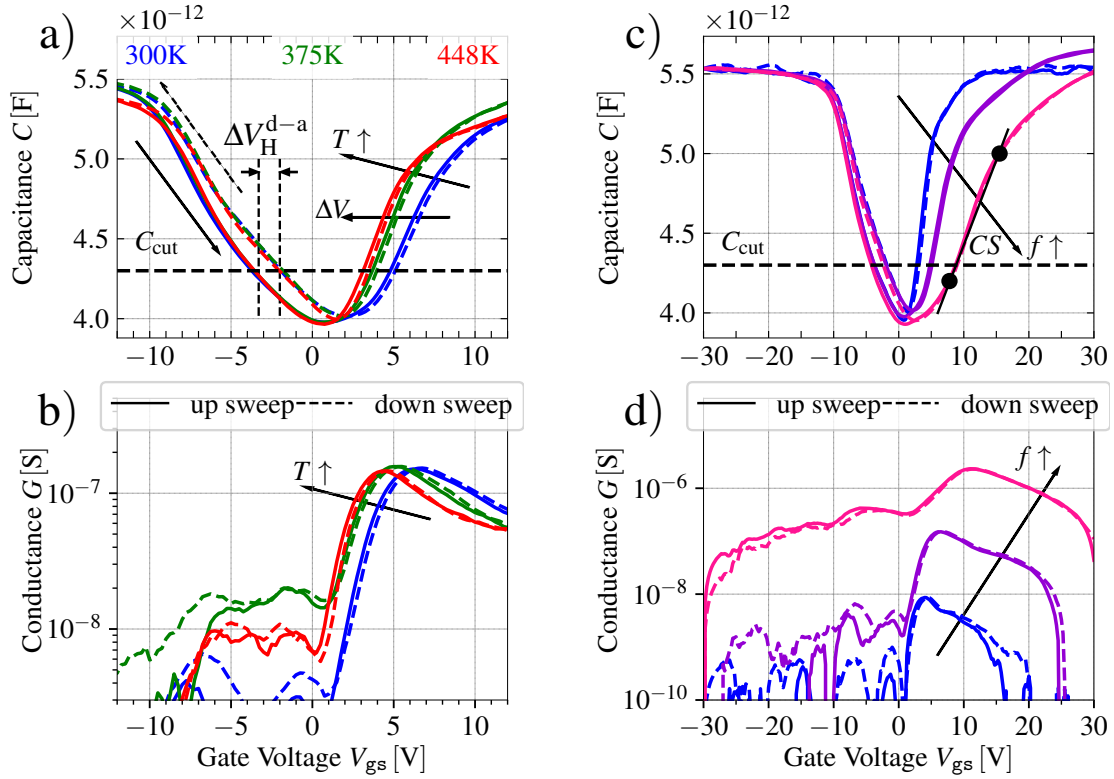 a)
×10⁻¹²
300K 375K 448K
Capacitance C [F]
5.5
5.0
4.5
4.0
ΔV_H^{d−a}
T ↑
ΔV
C_cut
−10 −5 0 5 10
c)
×10⁻¹²
Capacitance C [F]
5.5
5.0
4.5
4.0
C_cut
CS
f ↑
−30 −20 −10 0 10 20 30
b)
up sweep down sweep
Conductance G [S]
10⁻⁷
10⁻⁸
T ↑
−10 −5 0 5 10
Gate Voltage V_gs [V]
d)
up sweep down sweep
Conductance G [S]
10⁻⁶
10⁻⁸
10⁻¹⁰
f ↑
−30 −20 −10 0 10 20 30
Gate Voltage V_gs [V]